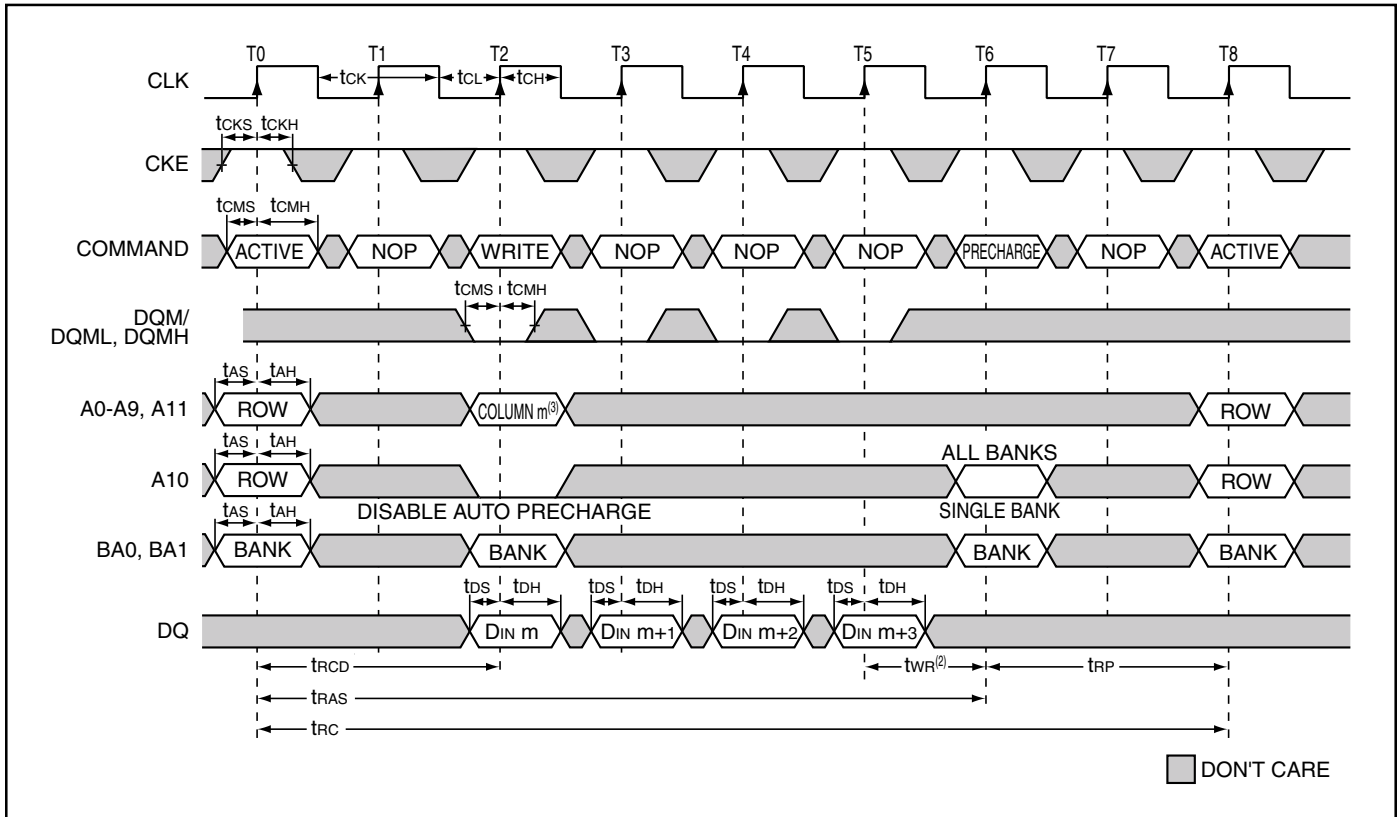 T0 T1 T2 T3 T4 T5 T6 T7 T8
CLK tCK tCL tCH
tCKS tCKH
CKE
tCMS tCMH
COMMAND ACTIVE NOP WRITE NOP NOP NOP PRECHARGE NOP ACTIVE
tCMS tCMH
DQM/
DQML, DQMH
tAS tAH
A0-A9, A11 ROW COLUMN m(3) ROW
tAS tAH ALL BANKS
A10 ROW ROW
tAS tAH DISABLE AUTO PRECHARGE SINGLE BANK
BA0, BA1 BANK BANK BANK BANK
tDS tDH tDS tDH tDS tDH tDS tDH
DQ DIN m DIN m+1 DIN m+2 DIN m+3
tRCD tWR(2) tRP
tRAS
tRC
DON'T CARE